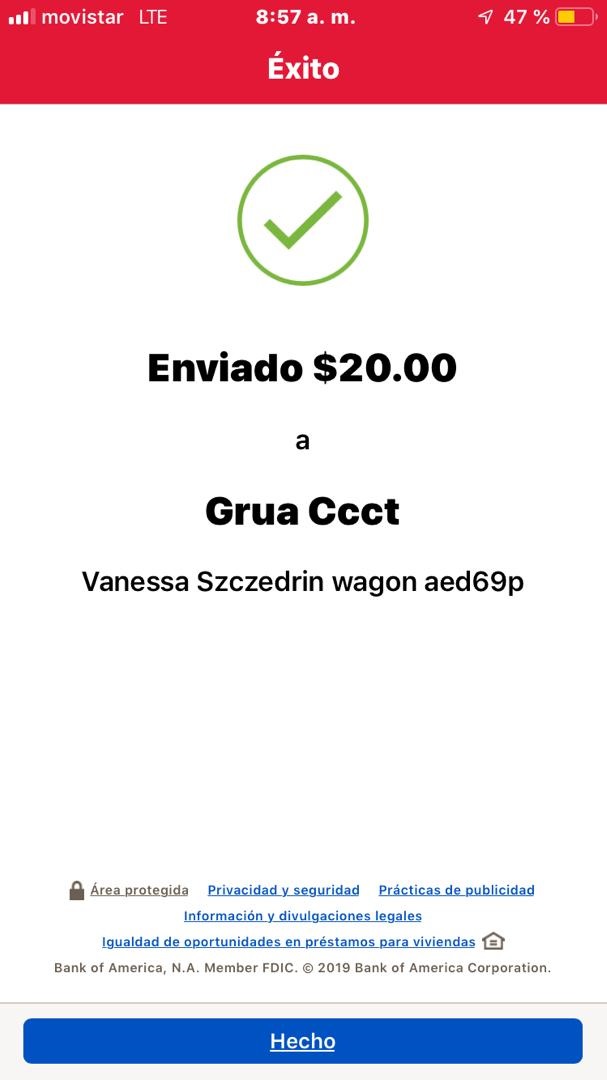 movistar LTE 8:57 a. m. 47 %
Éxito
Enviado $20.00
a
Grua Ccct
Vanessa Szczedrin wagon aed69p
Área protegida Privacidad y seguridad Prácticas de publicidad
Información y divulgaciones legales
Igualdad de oportunidades en préstamos para viviendas
Bank of America, N.A. Member FDIC. © 2019 Bank of America Corporation.
Hecho